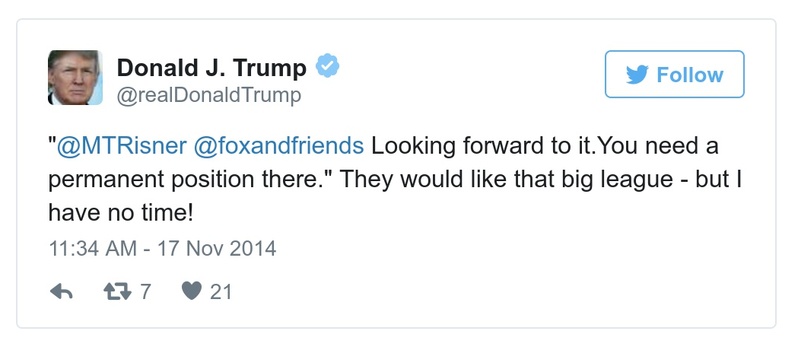 Donald J. Trump
@realDonaldTrump
Follow
"@MTRisner @foxandfriends Looking forward to it.You need a
permanent position there." They would like that big league - but I
have no time!
11:34 AM - 17 Nov 2014
7 21